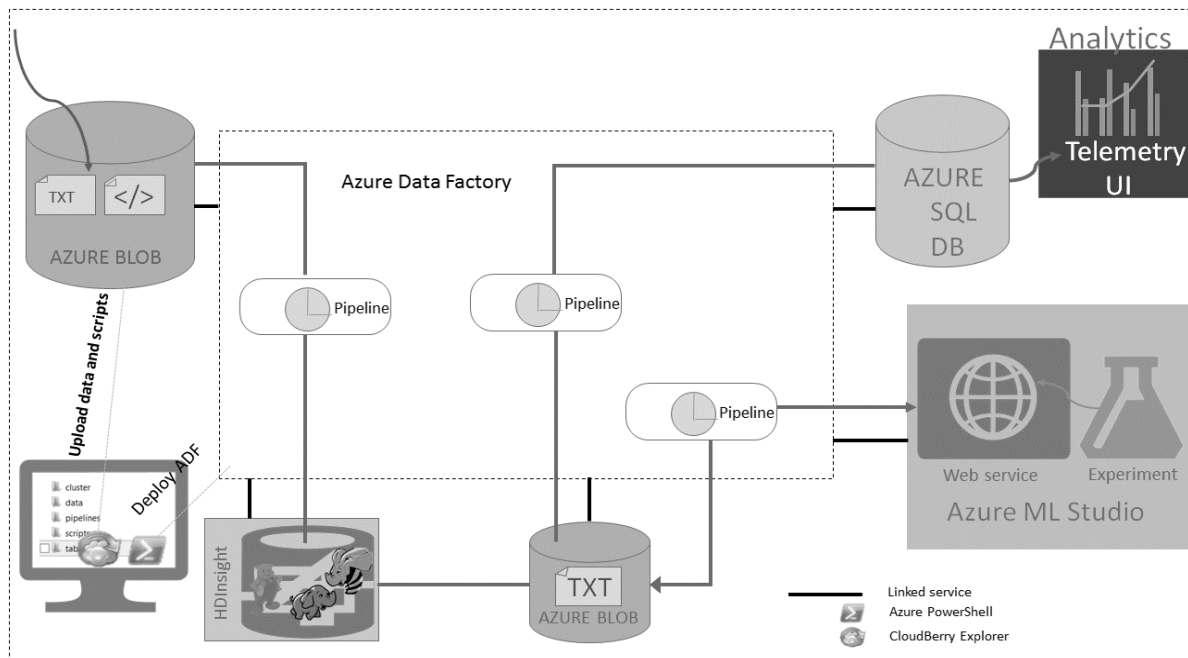 Analytics
Telemetry
UI
Azure Data Factory
AZURE
SQL
DB
TXT
</>
AZURE BLOB
Pipeline
Pipeline
Upload data and scripts
Pipeline
Web service
Experiment
Azure ML Studio
Deploy ADF
cluster
data
pipelines
scripts
HDInsight
TXT
AZURE BLOB
Linked service
Azure PowerShell
CloudBerry Explorer